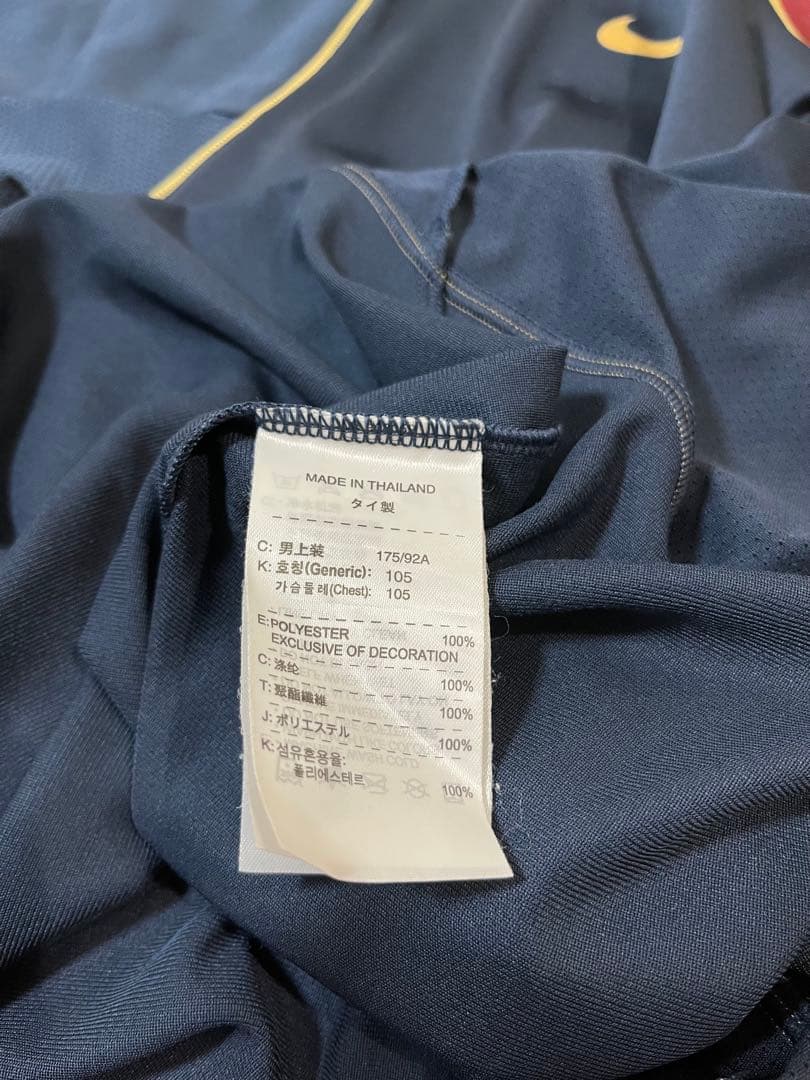 MADE IN THAILAND
タイ製
C: 男上装 175/92A
K: 호칭(Generic): 105
가슴둘레(Chest): 105
E:POLYESTER 100%
EXCLUSIVE OF DECORATION
C: 涤纶 100%
T: 聚酯纖維 100%
J: ポリエステル 100%
K: 섬유혼용율:
폴리에스테르 100%